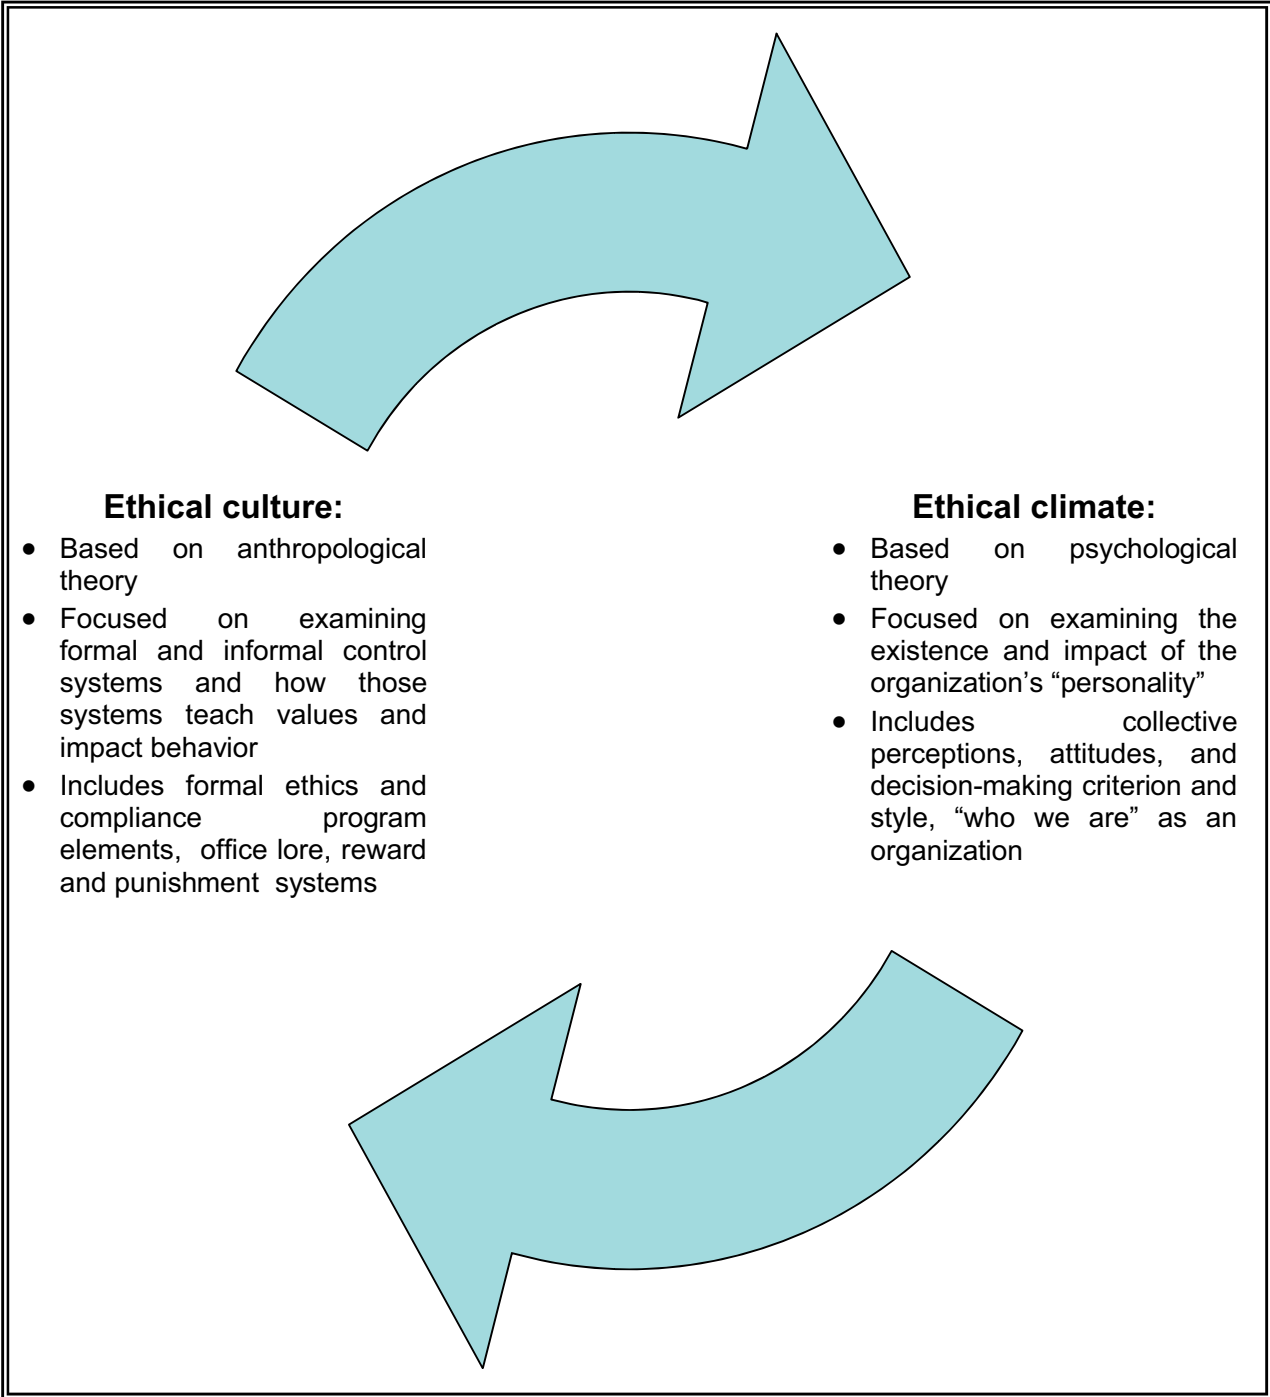 Ethical culture:
• Based on anthropological
theory
• Focused on examining
formal and informal control
systems and how those
systems teach values and
impact behavior
• Includes formal ethics and
compliance program
elements, office lore, reward
and punishment systems
Ethical climate:
• Based on psychological
theory
• Focused on examining the
existence and impact of the
organization’s “personality”
• Includes collective
perceptions, attitudes, and
decision-making criterion and
style, “who we are” as an
organization